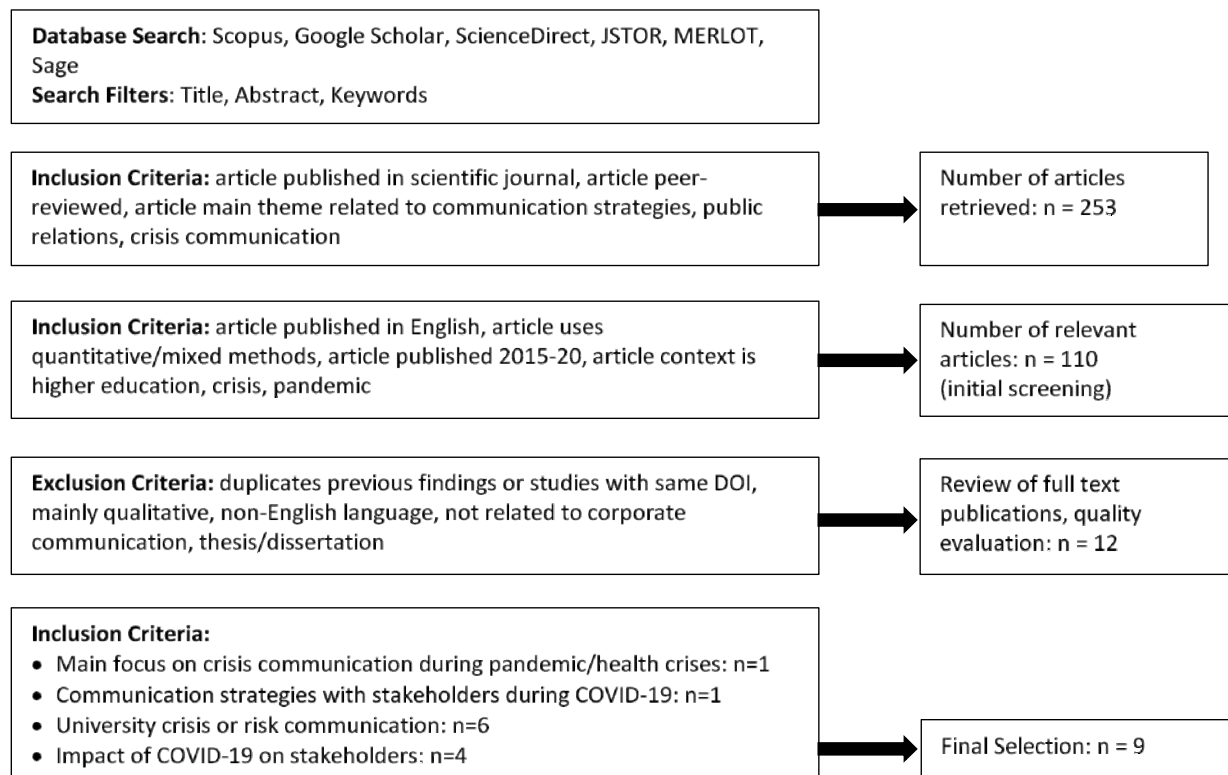 Database Search: Scopus, Google Scholar, ScienceDirect, JSTOR, MERLOT,
Sage
Search Filters: Title, Abstract, Keywords
Inclusion Criteria: article published in scientific journal, article peer-
reviewed, article main theme related to communication strategies, public
relations, crisis communication
Number of articles
retrieved: n = 253
Inclusion Criteria: article published in English, article uses
quantitative/mixed methods, article published 2015-20, article context is
higher education, crisis, pandemic
Number of relevant
articles: n = 110
(initial screening)
Exclusion Criteria: duplicates previous findings or studies with same DOI,
mainly qualitative, non-English language, not related to corporate
communication, thesis/dissertation
Review of full text
publications, quality
evaluation: n = 12
Inclusion Criteria:
• Main focus on crisis communication during pandemic/health crises: n=1
• Communication strategies with stakeholders during COVID-19: n=1
• University crisis or risk communication: n=6
• Impact of COVID-19 on stakeholders: n=4
Final Selection: n = 9